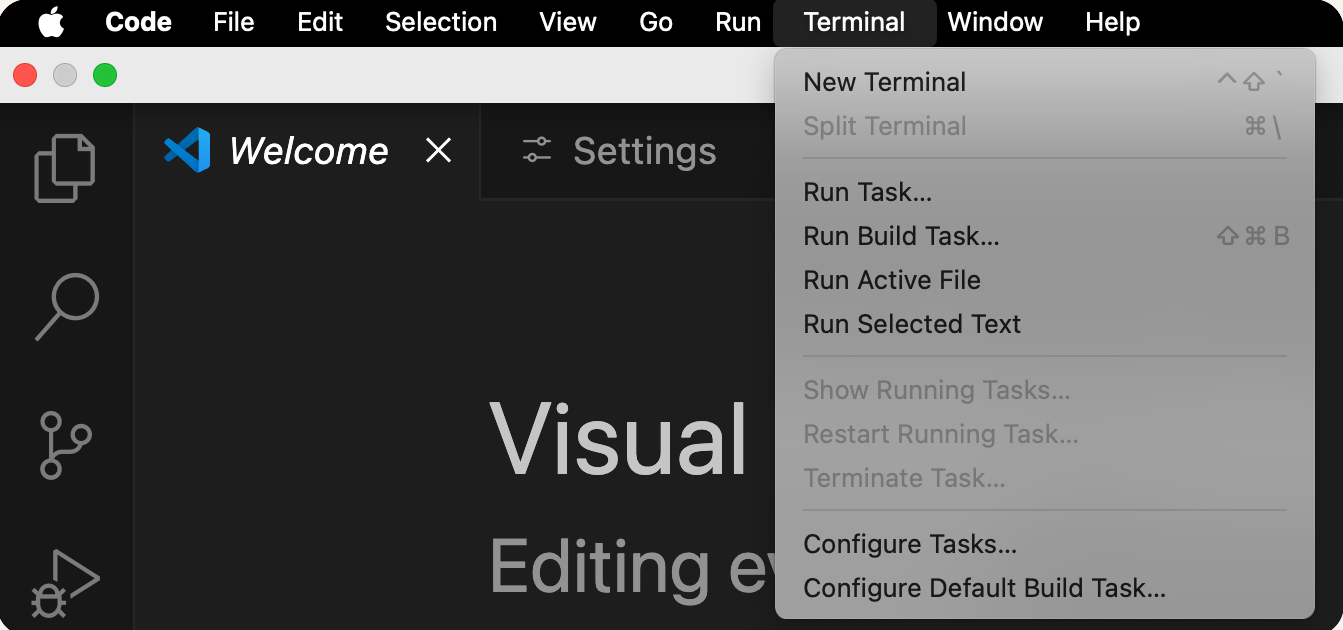 Code File Edit Selection View Go Run Terminal Window Help
Welcome Settings
New Terminal ^⇧`
Split Terminal ⌘\
Run Task...
Run Build Task... ⇧⌘B
Run Active File
Run Selected Text
Show Running Tasks...
Restart Running Task...
Terminate Task...
Configure Tasks...
Configure Default Build Task...
Visual
Editing ev